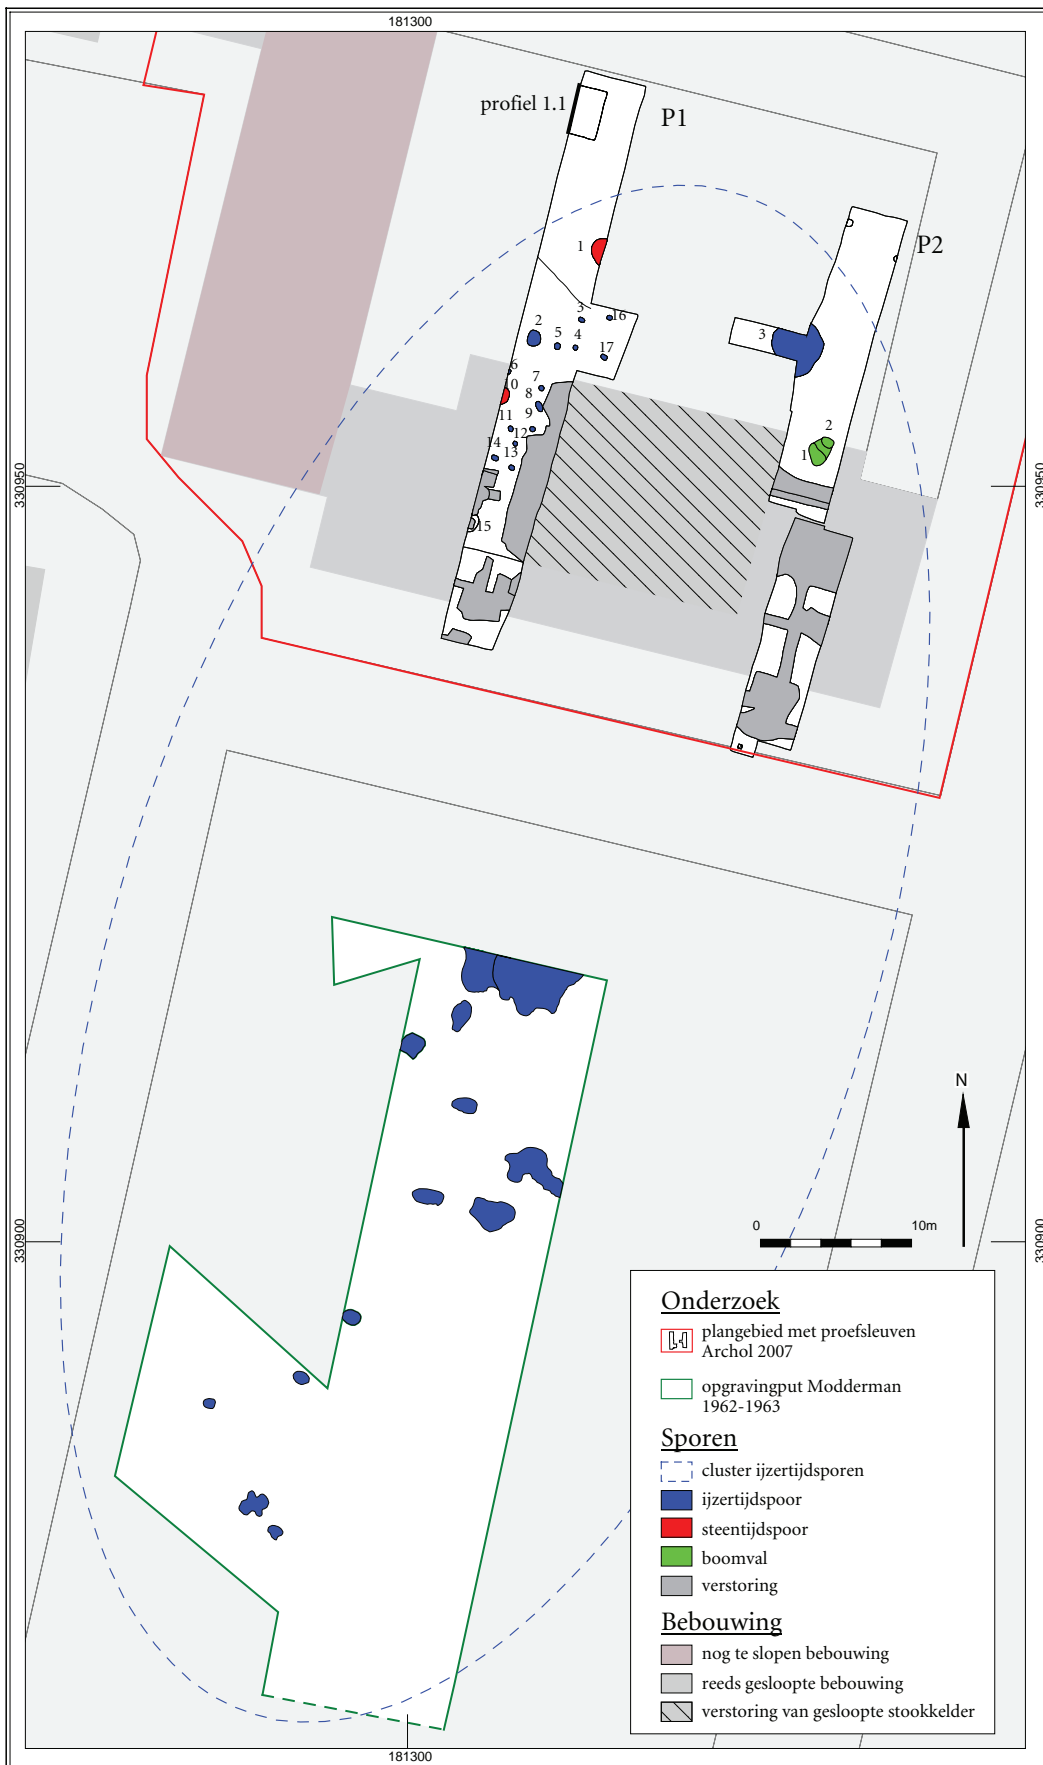 181300
profiel 1.1
P1
P2
1
3
16
2
5
4
17
3
6
7
10
8
11
9
12
14
13
15
2
1
330950
330950
N
0
10m
330900
330900
Onderzoek
plangebied met proefsleuven
Archol 2007
opgravingput Modderman
1962-1963
Sporen
cluster ijzertijdsporen
ijzertijdspoor
steentijdspoor
boomval
verstoring
Bebouwing
nog te slopen bebouwing
reeds gesloopte bebouwing
verstoring van gesloopte stookkelder
181300